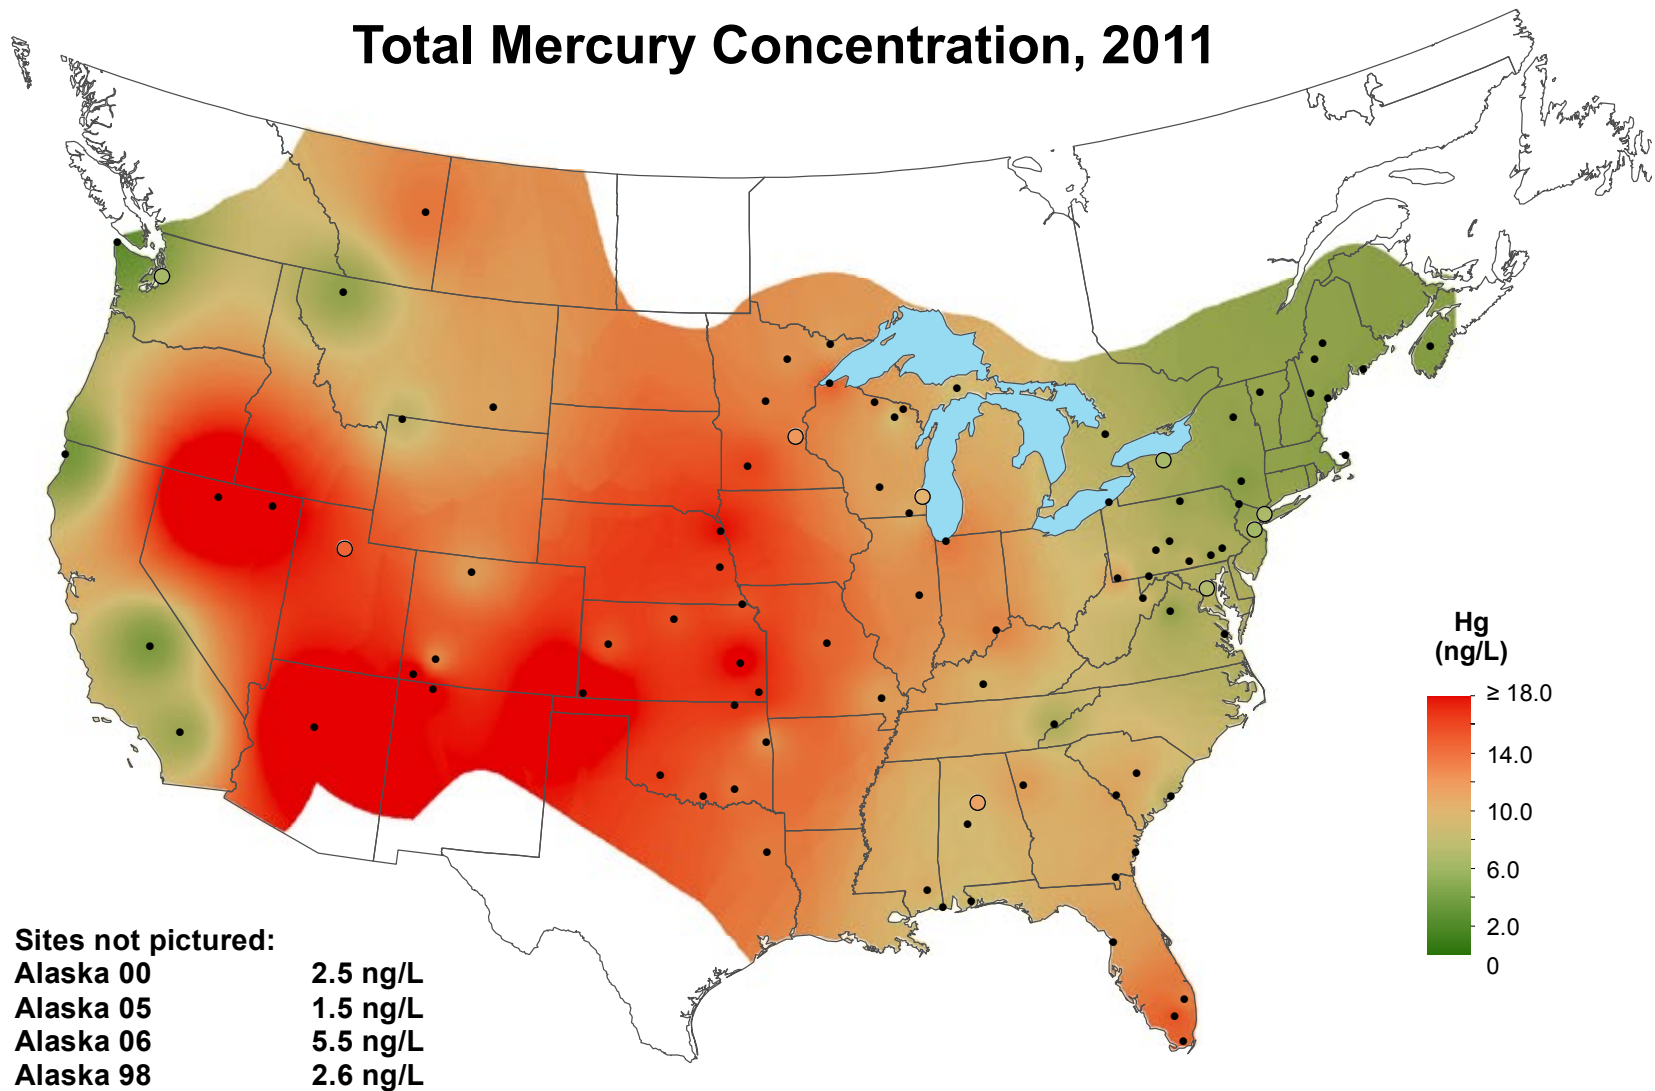 Total Mercury Concentration, 2011
Hg
(ng/L)
≥ 18.0
14.0
10.0
6.0
2.0
0
Sites not pictured:
Alaska 00 2.5 ng/L
Alaska 05 1.5 ng/L
Alaska 06 5.5 ng/L
Alaska 98 2.6 ng/L